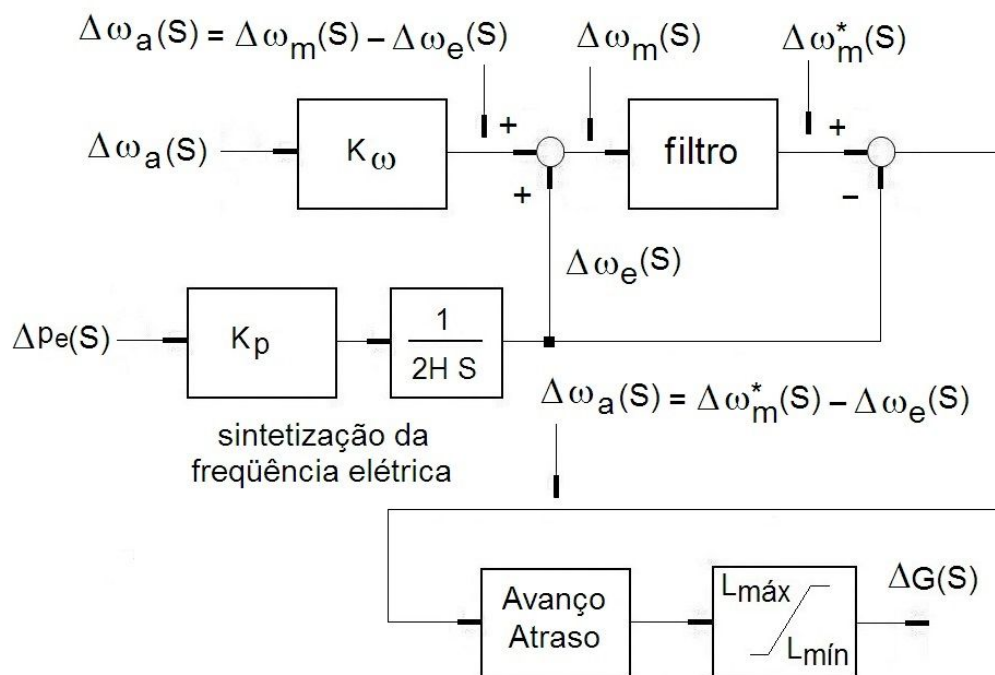 Δωa(S) = Δωm(S) – Δωe(S)
Δωm(S)
Δω*m(S)
Δωa(S)
Kω
+
+
filtro
+
–
Δωe(S)
Δpe(S)
Kp
1
2H S
sintetização da
freqüência elétrica
Δωa(S) = Δω*m(S) – Δωe(S)
Avanço
Atraso
Lmáx
Lmín
ΔG(S)